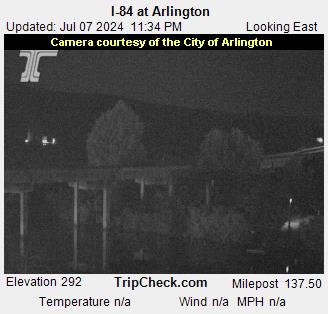 I-84 at Arlington
Updated: Jul 07 2024 11:34 PM Looking East
Camera courtesy of the City of Arlington
Elevation 292 TripCheck.com Milepost 137.50
Temperature n/a Wind n/a MPH n/a